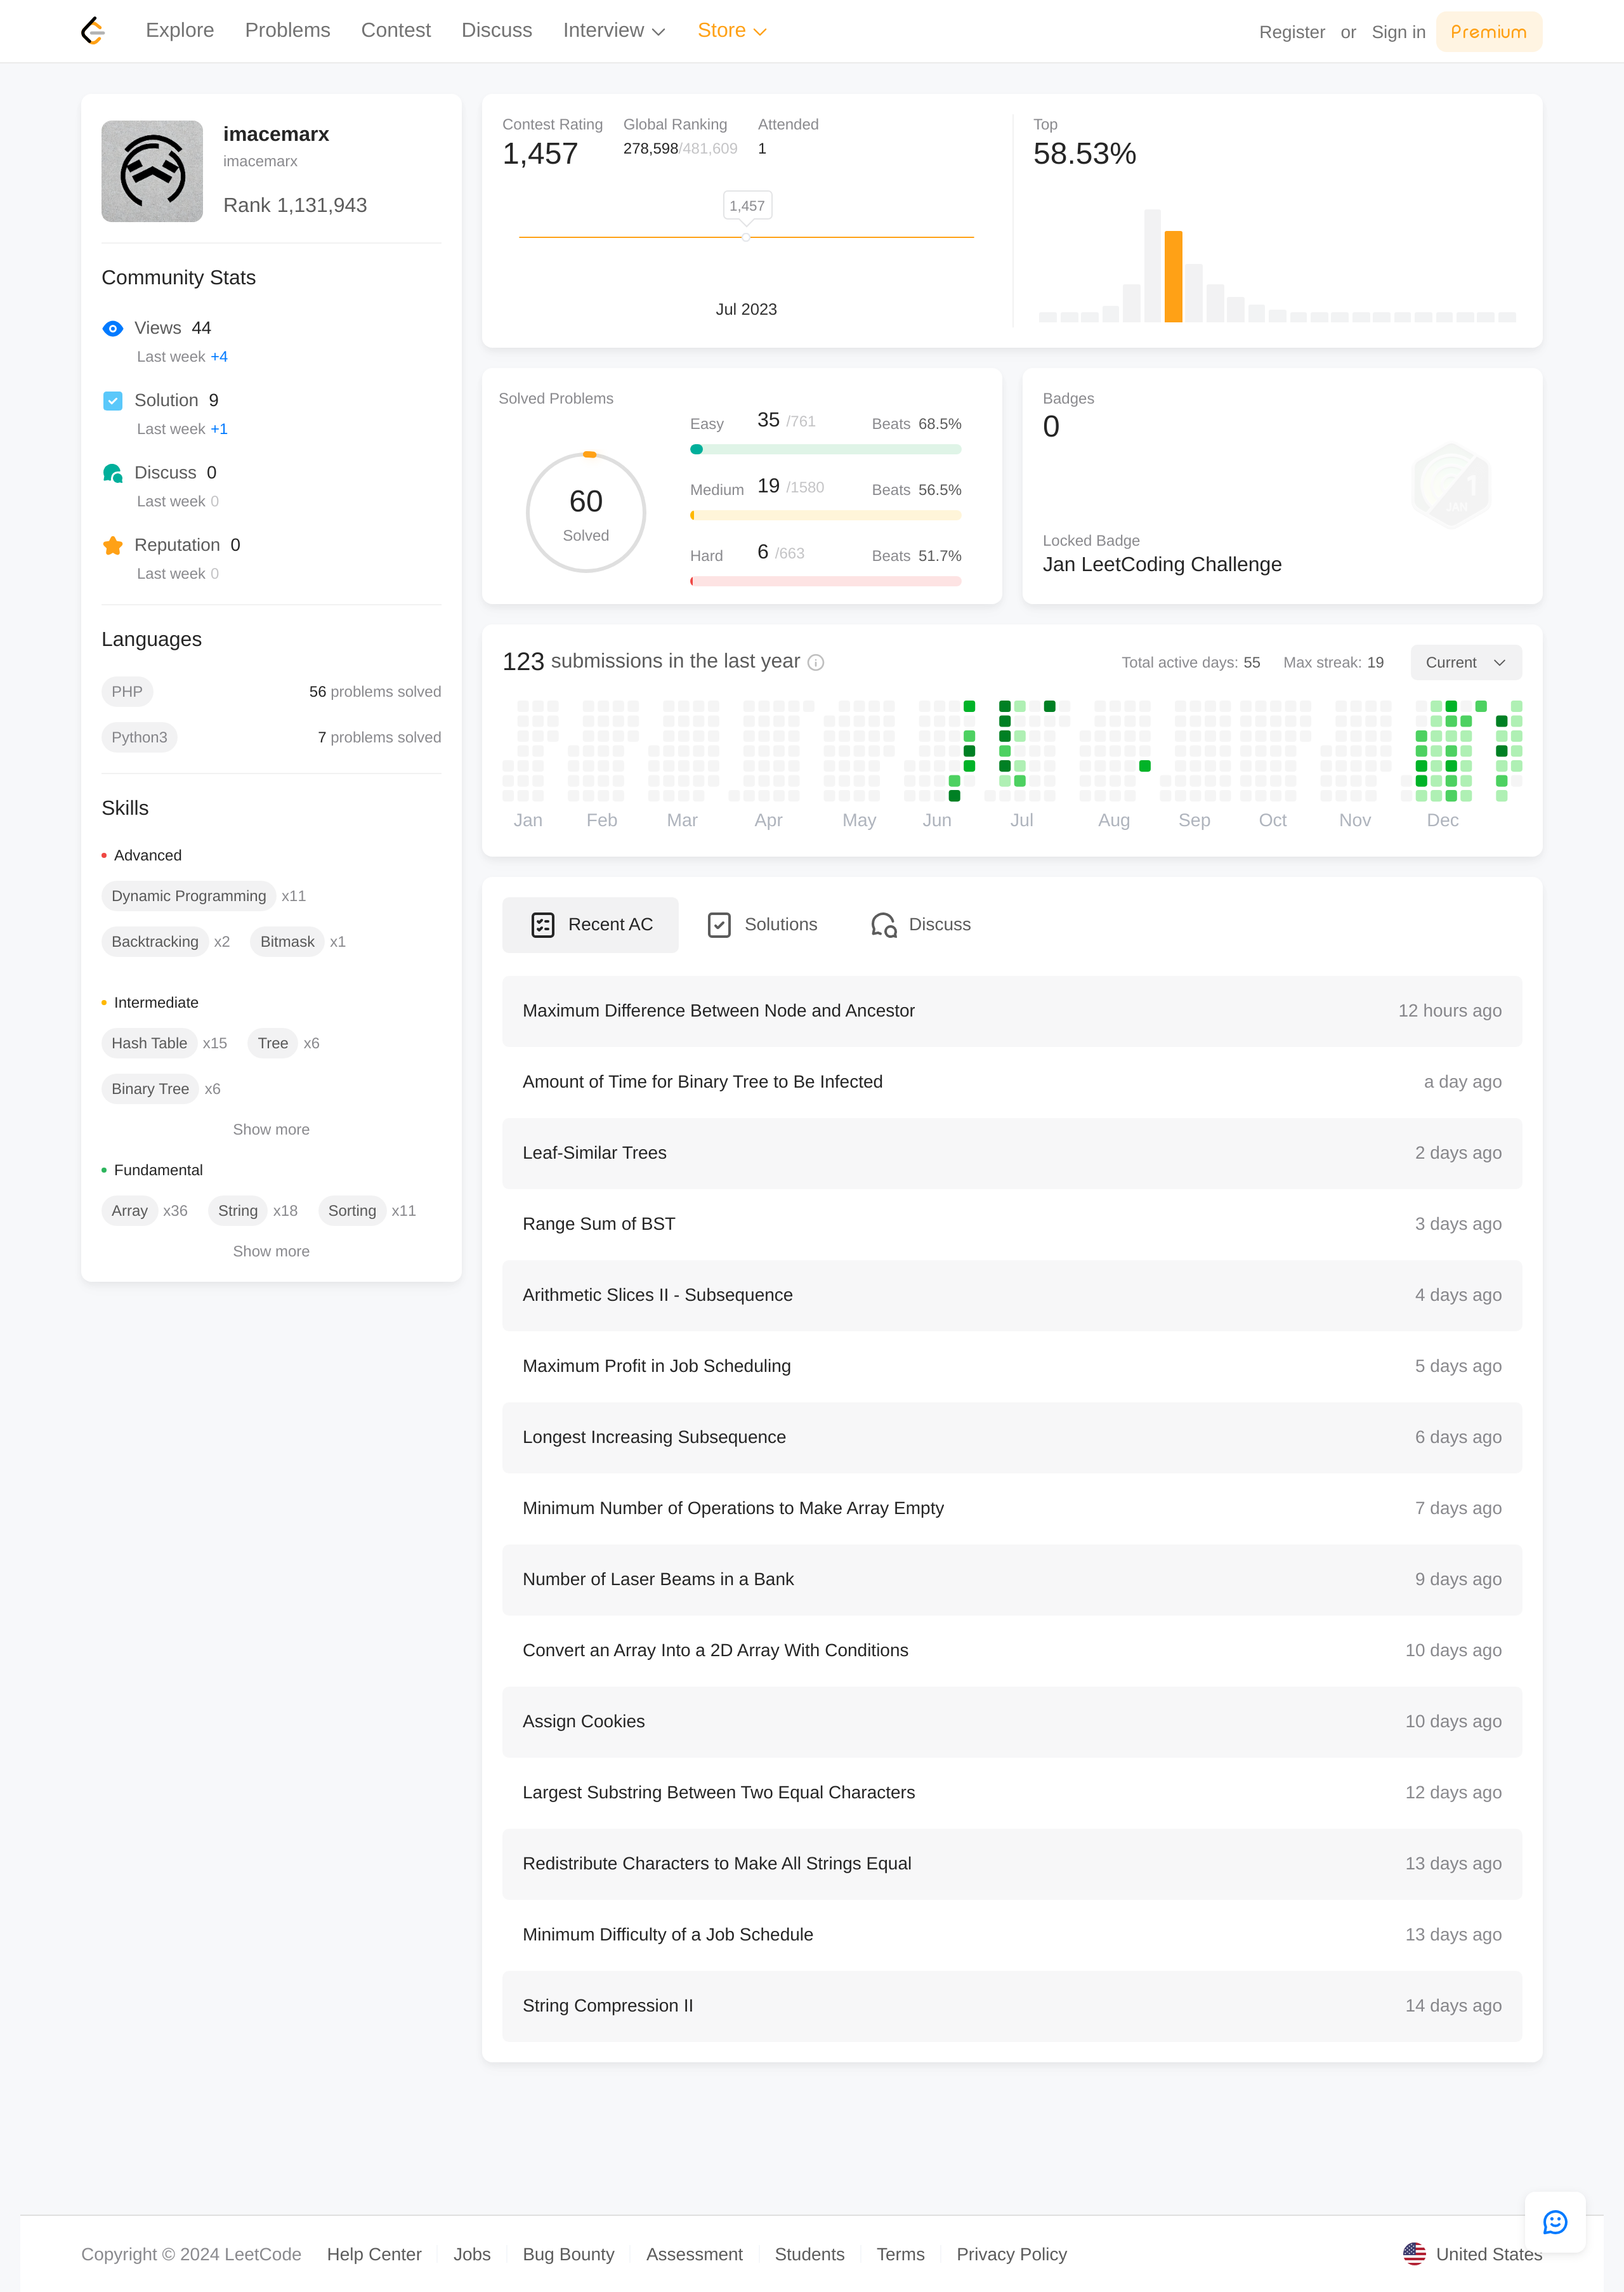 Explore Problems Contest Discuss Interview Store Register or Sign in Premium
imacemarx
imacemarx
Rank 1,131,943
Community Stats
Views 44
Last week +4
Solution 9
Last week +1
Discuss 0
Last week 0
Reputation 0
Last week 0
Languages
PHP 56 problems solved
Python3 7 problems solved
Skills
Advanced
Dynamic Programming x11
Backtracking x2 Bitmask x1
Intermediate
Hash Table x15 Tree x6
Binary Tree x6
Show more
Fundamental
Array x36 String x18 Sorting x11
Show more
Contest Rating Global Ranking Attended
1,457 278,598/481,609 1
1,457
Jul 2023
Top
58.53%
Solved Problems
60
Solved
Easy 35 /761 Beats 68.5%
Medium 19 /1580 Beats 56.5%
Hard 6 /663 Beats 51.7%
Badges
0
1
JAN
Locked Badge
Jan LeetCoding Challenge
123 submissions in the last year Total active days: 55 Max streak: 19 Current
Jan Feb Mar Apr May Jun Jul Aug Sep Oct Nov Dec
Recent AC Solutions Discuss
Maximum Difference Between Node and Ancestor 12 hours ago
Amount of Time for Binary Tree to Be Infected a day ago
Leaf-Similar Trees 2 days ago
Range Sum of BST 3 days ago
Arithmetic Slices II - Subsequence 4 days ago
Maximum Profit in Job Scheduling 5 days ago
Longest Increasing Subsequence 6 days ago
Minimum Number of Operations to Make Array Empty 7 days ago
Number of Laser Beams in a Bank 9 days ago
Convert an Array Into a 2D Array With Conditions 10 days ago
Assign Cookies 10 days ago
Largest Substring Between Two Equal Characters 12 days ago
Redistribute Characters to Make All Strings Equal 13 days ago
Minimum Difficulty of a Job Schedule 13 days ago
String Compression II 14 days ago
Copyright © 2024 LeetCode Help Center Jobs Bug Bounty Assessment Students Terms Privacy Policy United States